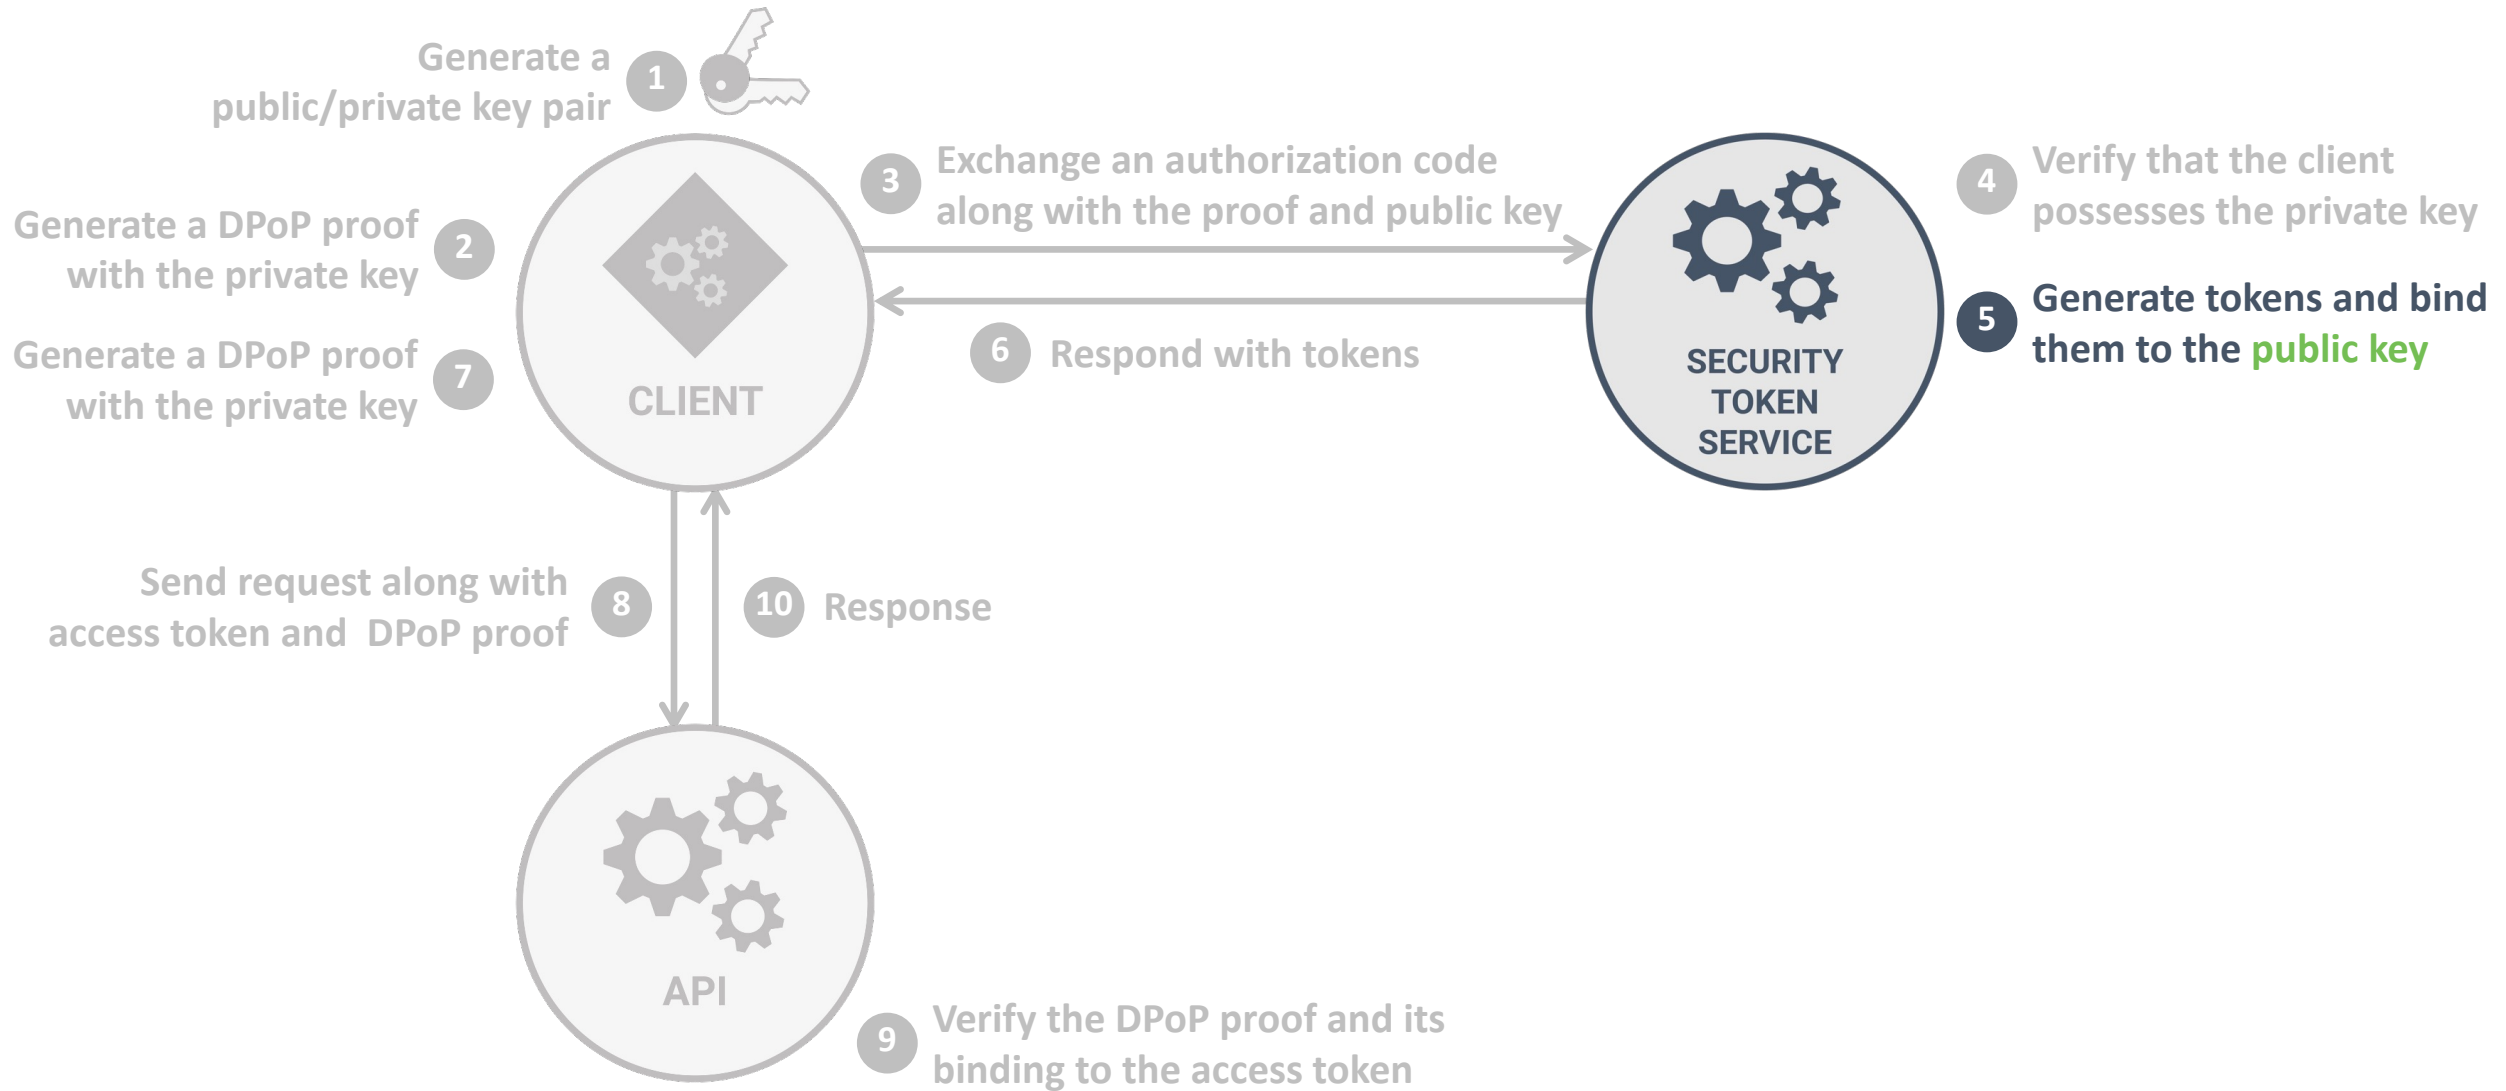 1
Generate a
public/private key pair
2
Generate a DPoP proof
with the private key
3
Exchange an authorization code
along with the proof and public key
4
Verify that the client
possesses the private key
5
Generate tokens and bind
them to the public key
6
Respond with tokens
7
Generate a DPoP proof
with the private key
CLIENT
SECURITY
TOKEN
SERVICE
8
Send request along with
access token and  DPoP proof
10
Response
API
9
Verify the DPoP proof and its
binding to the access token